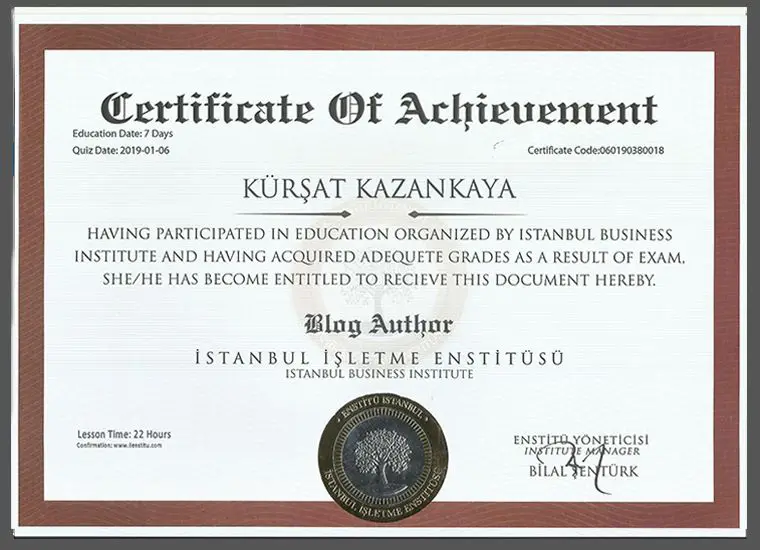 Certificate Of Achievement
Education Date: 7 Days
Quiz Date: 2019-01-06
Certificate Code:060190380018
KÜRŞAT KAZANKAYA
HAVING PARTICIPATED IN EDUCATION ORGANIZED BY ISTANBUL BUSINESS
INSTITUTE AND HAVING ACQUIRED ADEQUETE GRADES AS A RESULT OF EXAM.
SHE/HE HAS BECOME ENTITLED TO RECIEVE THIS DOCUMENT HEREBY.
Blog Author
İSTANBUL İŞLETME ENSTİTÜSÜ
ISTANBUL BUSINESS INSTITUTE
Lesson Time: 22 Hours
Confirmation: www.iienstitu.com
ENSTİTÜ İSTANBUL
İSTANBUL İŞLETME ENSTİTÜSÜ
ENSTİTÜ YÖNETİCİSİ
INSTITUTE MANAGER
BİLAL ŞENTÜRK